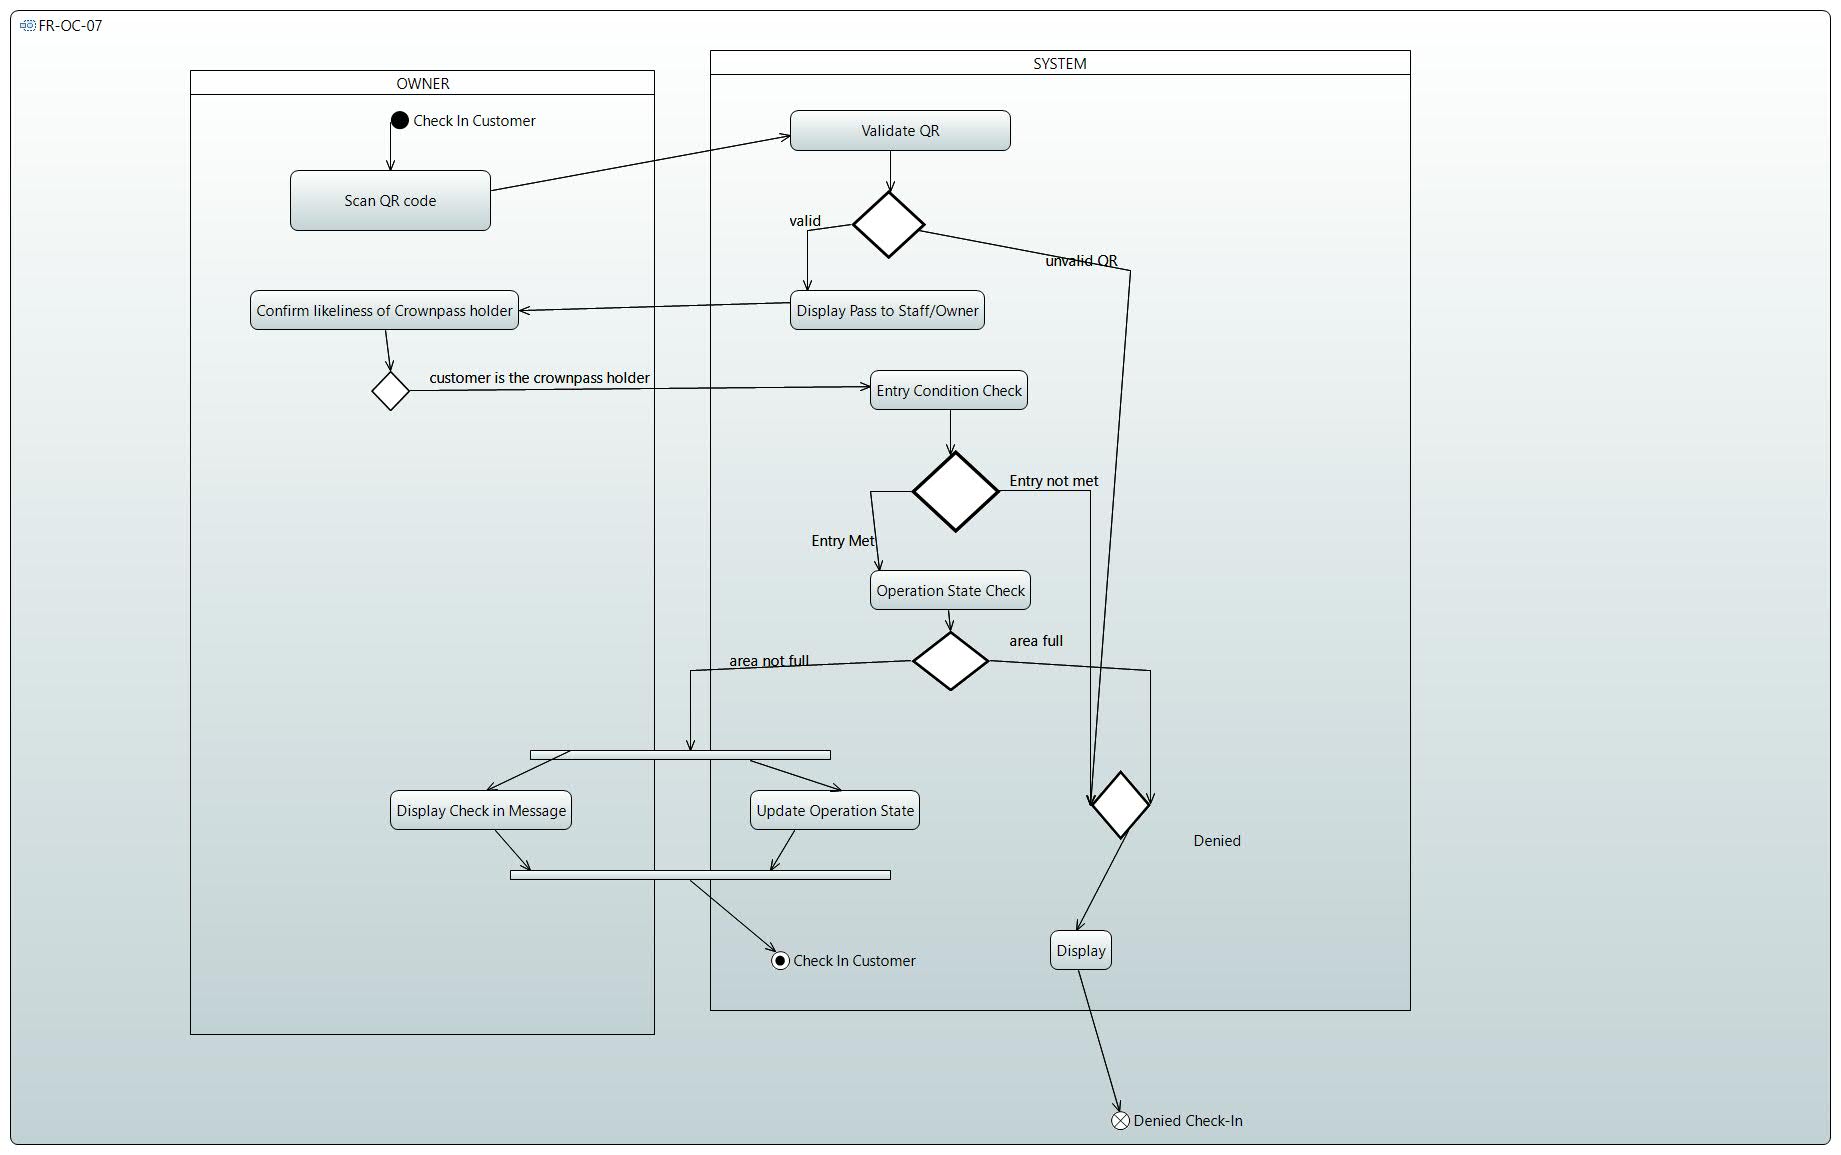 FR-OC-07
OWNER
SYSTEM
Check In Customer
Validate QR
Scan QR code
valid
unvalid QR
Confirm likeliness of Crownpass holder
Display Pass to Staff/Owner
customer is the crownpass holder
Entry Condition Check
Entry not met
Entry Met
Operation State Check
area not full
area full
Display Check in Message
Update Operation State
Denied
Check In Customer
Display
Denied Check-In